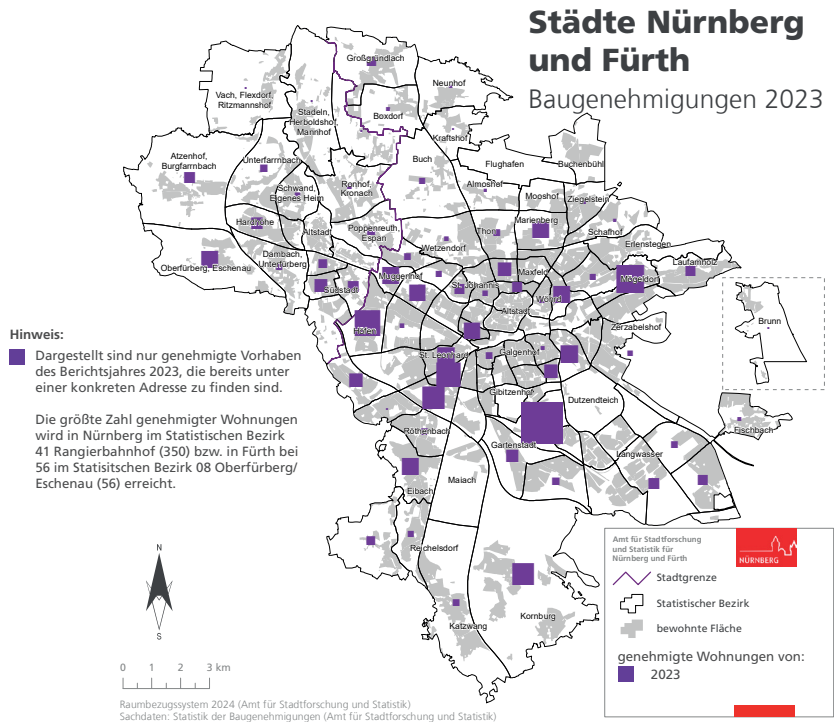 Städte Nürnberg
und Fürth
Baugenehmigungen 2023
Großgründlach
Neunhof
Vach, Flexdorf,
Ritzmannshof
Stadeln,
Herboldshof,
Mannhof
Boxdorf
Kraftshof
Atzenhof,
Burgfarrnbach
Unterfarrnbach
Buch
Flughafen
Buchenbühl
Ronhof,
Kronach
Schwand,
Eigenes Heim
Almoshof
Mooshof
Ziegelstein
Hardhöhe
Altstadt
Poppenreuth,
Espan
Thon
Marienberg
Schafhof
Wetzendorf
Erlenstegen
Dambach,
Unterfürberg
Oberfürberg, Eschenau
Muggenhof
Maxfeld
Mögeldorf
Laufamholz
Südstadt
St. Johannis
Wöhrd
Altstadt
Höfen
Zerzabelshof
Brunn
St. Leonhard
Galgenhof
Gibitzenhof
Dutzendteich
Röthenbach
Gartenstadt
Fischbach
Langwasser
Eibach
Maiach
Reichelsdorf
Katzwang
Kornburg
Hinweis:
Dargestellt sind nur genehmigte Vorhaben
des Berichtsjahres 2023, die bereits unter
einer konkreten Adresse zu finden sind.
Die größte Zahl genehmigter Wohnungen
wird in Nürnberg im Statistischen Bezirk
41 Rangierbahnhof (350) bzw. in Fürth bei
56 im Statisitschen Bezirk 08 Oberfürberg/
Eschenau (56) erreicht.
N
S
0 1 2 3 km
Raumbezugssystem 2024 (Amt für Stadtforschung und Statistik)
Sachdaten: Statistik der Baugenehmigungen (Amt für Stadtforschung und Statistik)
Amt für Stadtforschung
und Statistik für
Nürnberg und Fürth
NÜRNBERG
Stadtgrenze
Statistischer Bezirk
bewohnte Fläche
genehmigte Wohnungen von:
2023